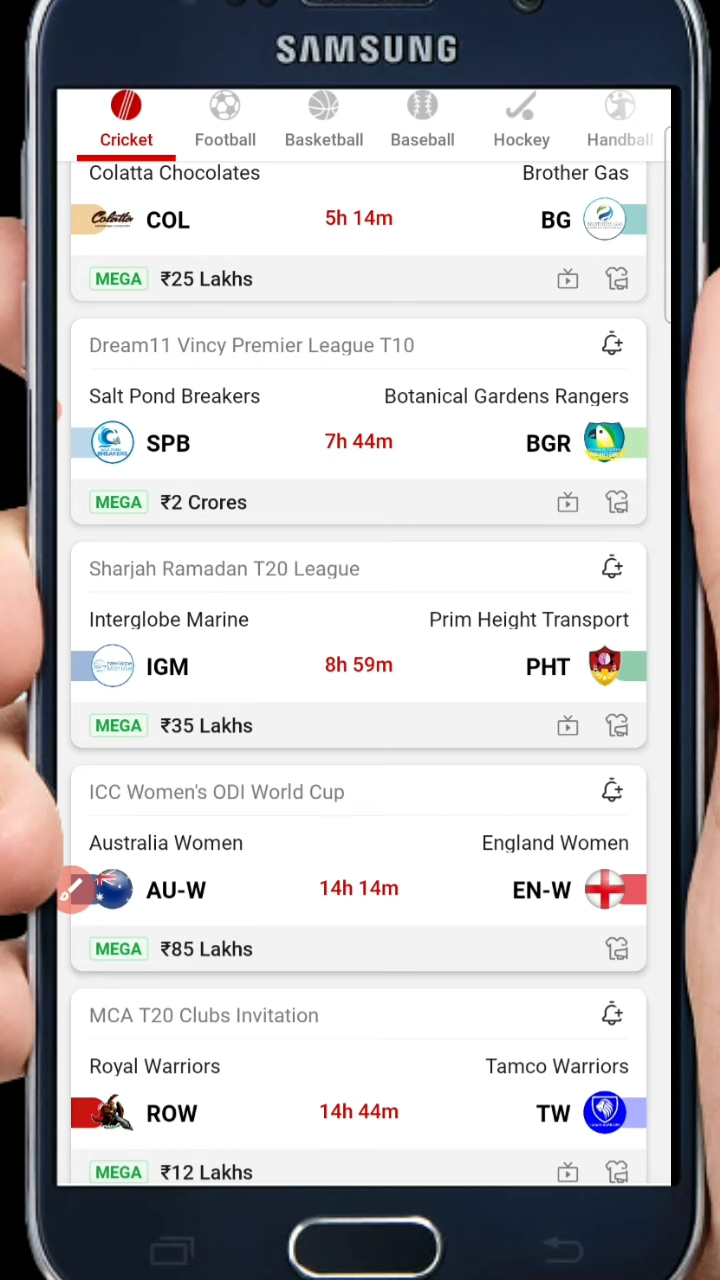 SAMSUNG
Cricket Football Basketball Baseball Hockey Handball
Colatta Chocolates Brother Gas
Colatta COL 5h 14m BG
MEGA ₹25 Lakhs
Dream11 Vincy Premier League T10
Salt Pond Breakers Botanical Gardens Rangers
SPB 7h 44m BGR
MEGA ₹2 Crores
Sharjah Ramadan T20 League
Interglobe Marine Prim Height Transport
IGM 8h 59m PHT
MEGA ₹35 Lakhs
ICC Women's ODI World Cup
Australia Women England Women
AU-W 14h 14m EN-W
MEGA ₹85 Lakhs
MCA T20 Clubs Invitation
Royal Warriors Tamco Warriors
ROW 14h 44m TW
MEGA ₹12 Lakhs